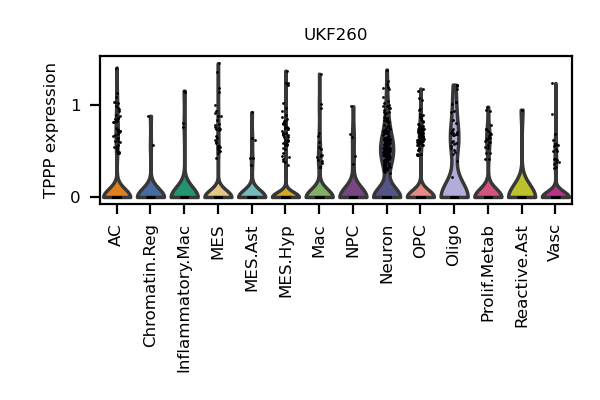 UKF260
TPPP expression
1
0
AC
Chromatin.Reg
Inflammatory.Mac
MES
MES.Ast
MES.Hyp
Mac
NPC
Neuron
OPC
Oligo
Prolif.Metab
Reactive.Ast
Vasc